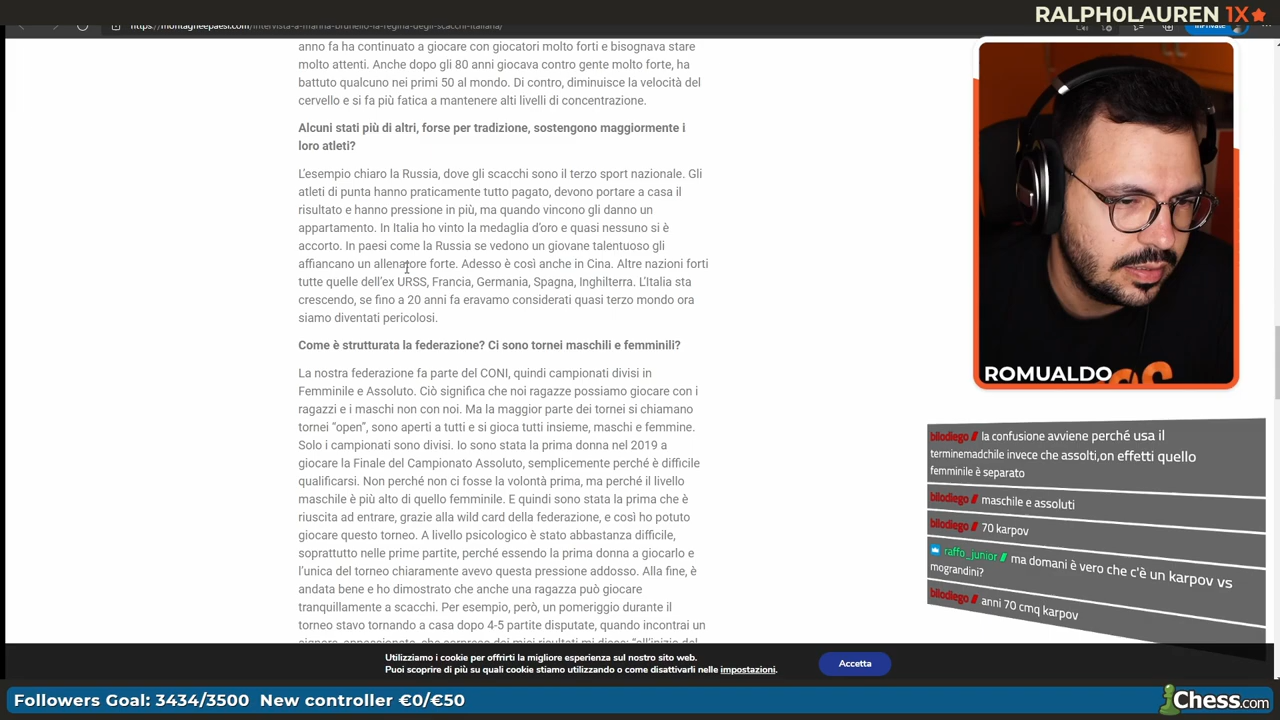 RALPH0LAUREN 1X
https://montagneepaesi.com/intervista-a-marina-brunello-la-regina-degli-scacchi-italiana/
InPrivate
anno fa ha continuato a giocare con giocatori molto forti e bisognava stare
molto attenti. Anche dopo gli 80 anni giocava contro gente molto forte, ha
battuto qualcuno nei primi 50 al mondo. Di contro, diminuisce la velocità del
cervello e si fa più fatica a mantenere alti livelli di concentrazione.
Alcuni stati più di altri, forse per tradizione, sostengono maggiormente i
loro atleti?
L'esempio chiaro la Russia, dove gli scacchi sono il terzo sport nazionale. Gli
atleti di punta hanno praticamente tutto pagato, devono portare a casa il
risultato e hanno pressione in più, ma quando vincono gli danno un
appartamento. In Italia ho vinto la medaglia d'oro e quasi nessuno si è
accorto. In paesi come la Russia se vedono un giovane talentuoso gli
affiancano un allenatore forte. Adesso è così anche in Cina. Altre nazioni forti
tutte quelle dell'ex URSS, Francia, Germania, Spagna, Inghilterra. L'Italia sta
crescendo, se fino a 20 anni fa eravamo considerati quasi terzo mondo ora
siamo diventati pericolosi.
Come è strutturata la federazione? Ci sono tornei maschili e femminili?
La nostra federazione fa parte del CONI, quindi campionati divisi in
Femminile e Assoluto. Ciò significa che noi ragazze possiamo giocare con i
ragazzi e i maschi non con noi. Ma la maggior parte dei tornei si chiamano
tornei "open", sono aperti a tutti e si gioca tutti insieme, maschi e femmine.
Solo i campionati sono divisi. Io sono stata la prima donna nel 2019 a
giocare la Finale del Campionato Assoluto, semplicemente perché è difficile
qualificarsi. Non perché non ci fosse la volontà prima, ma perché il livello
maschile è più alto di quello femminile. E quindi sono stata la prima che è
riuscita ad entrare, grazie alla wild card della federazione, e così ho potuto
giocare questo torneo. A livello psicologico è stato abbastanza difficile,
soprattutto nelle prime partite, perché essendo la prima donna a giocarlo e
l'unica del torneo chiaramente avevo questa pressione addosso. Alla fine, è
andata bene e ho dimostrato che anche una ragazza può giocare
tranquillamente a scacchi. Per esempio, però, un pomeriggio durante il
torneo stavo tornando a casa dopo 4-5 partite disputate, quando incontrai un
ROMUALDO
bilodiego // la confusione avviene perché usa il
terminemadchile invece che assolti,on effetti quello
femminile è separato
bilodiego // maschile e assoluti
bilodiego // 70 karpov
raffo_junior // ma domani è vero che c'è un karpov vs
mograndini?
bilodiego // anni 70 cmq karpov
Utilizziamo i cookie per offrirti la migliore esperienza sul nostro sito web.
Puoi scoprire di più su quali cookie stiamo utilizzando o come disattivarli nelle impostazioni.
Accetta
Followers Goal: 3434/3500 New controller €0/€50
Chess.com